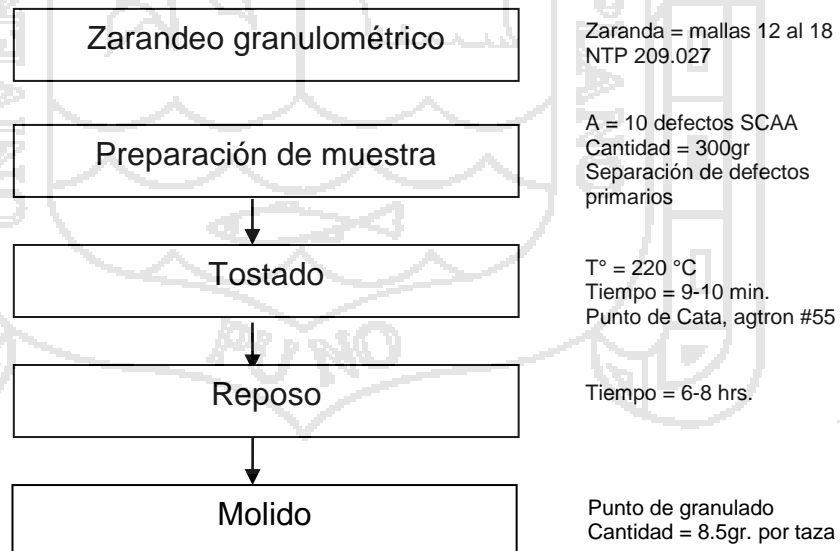 Zarandeo granulométrico
Zaranda = mallas 12 al 18
NTP 209.027
Preparación de muestra
A = 10 defectos SCAA
Cantidad = 300gr
Separación de defectos
primarios
Tostado
T° = 220 °C
Tiempo = 9-10 min.
Punto de Cata, agtron #55
Reposo
Tiempo = 6-8 hrs.
Molido
Punto de granulado
Cantidad = 8.5gr. por taza
PUNO